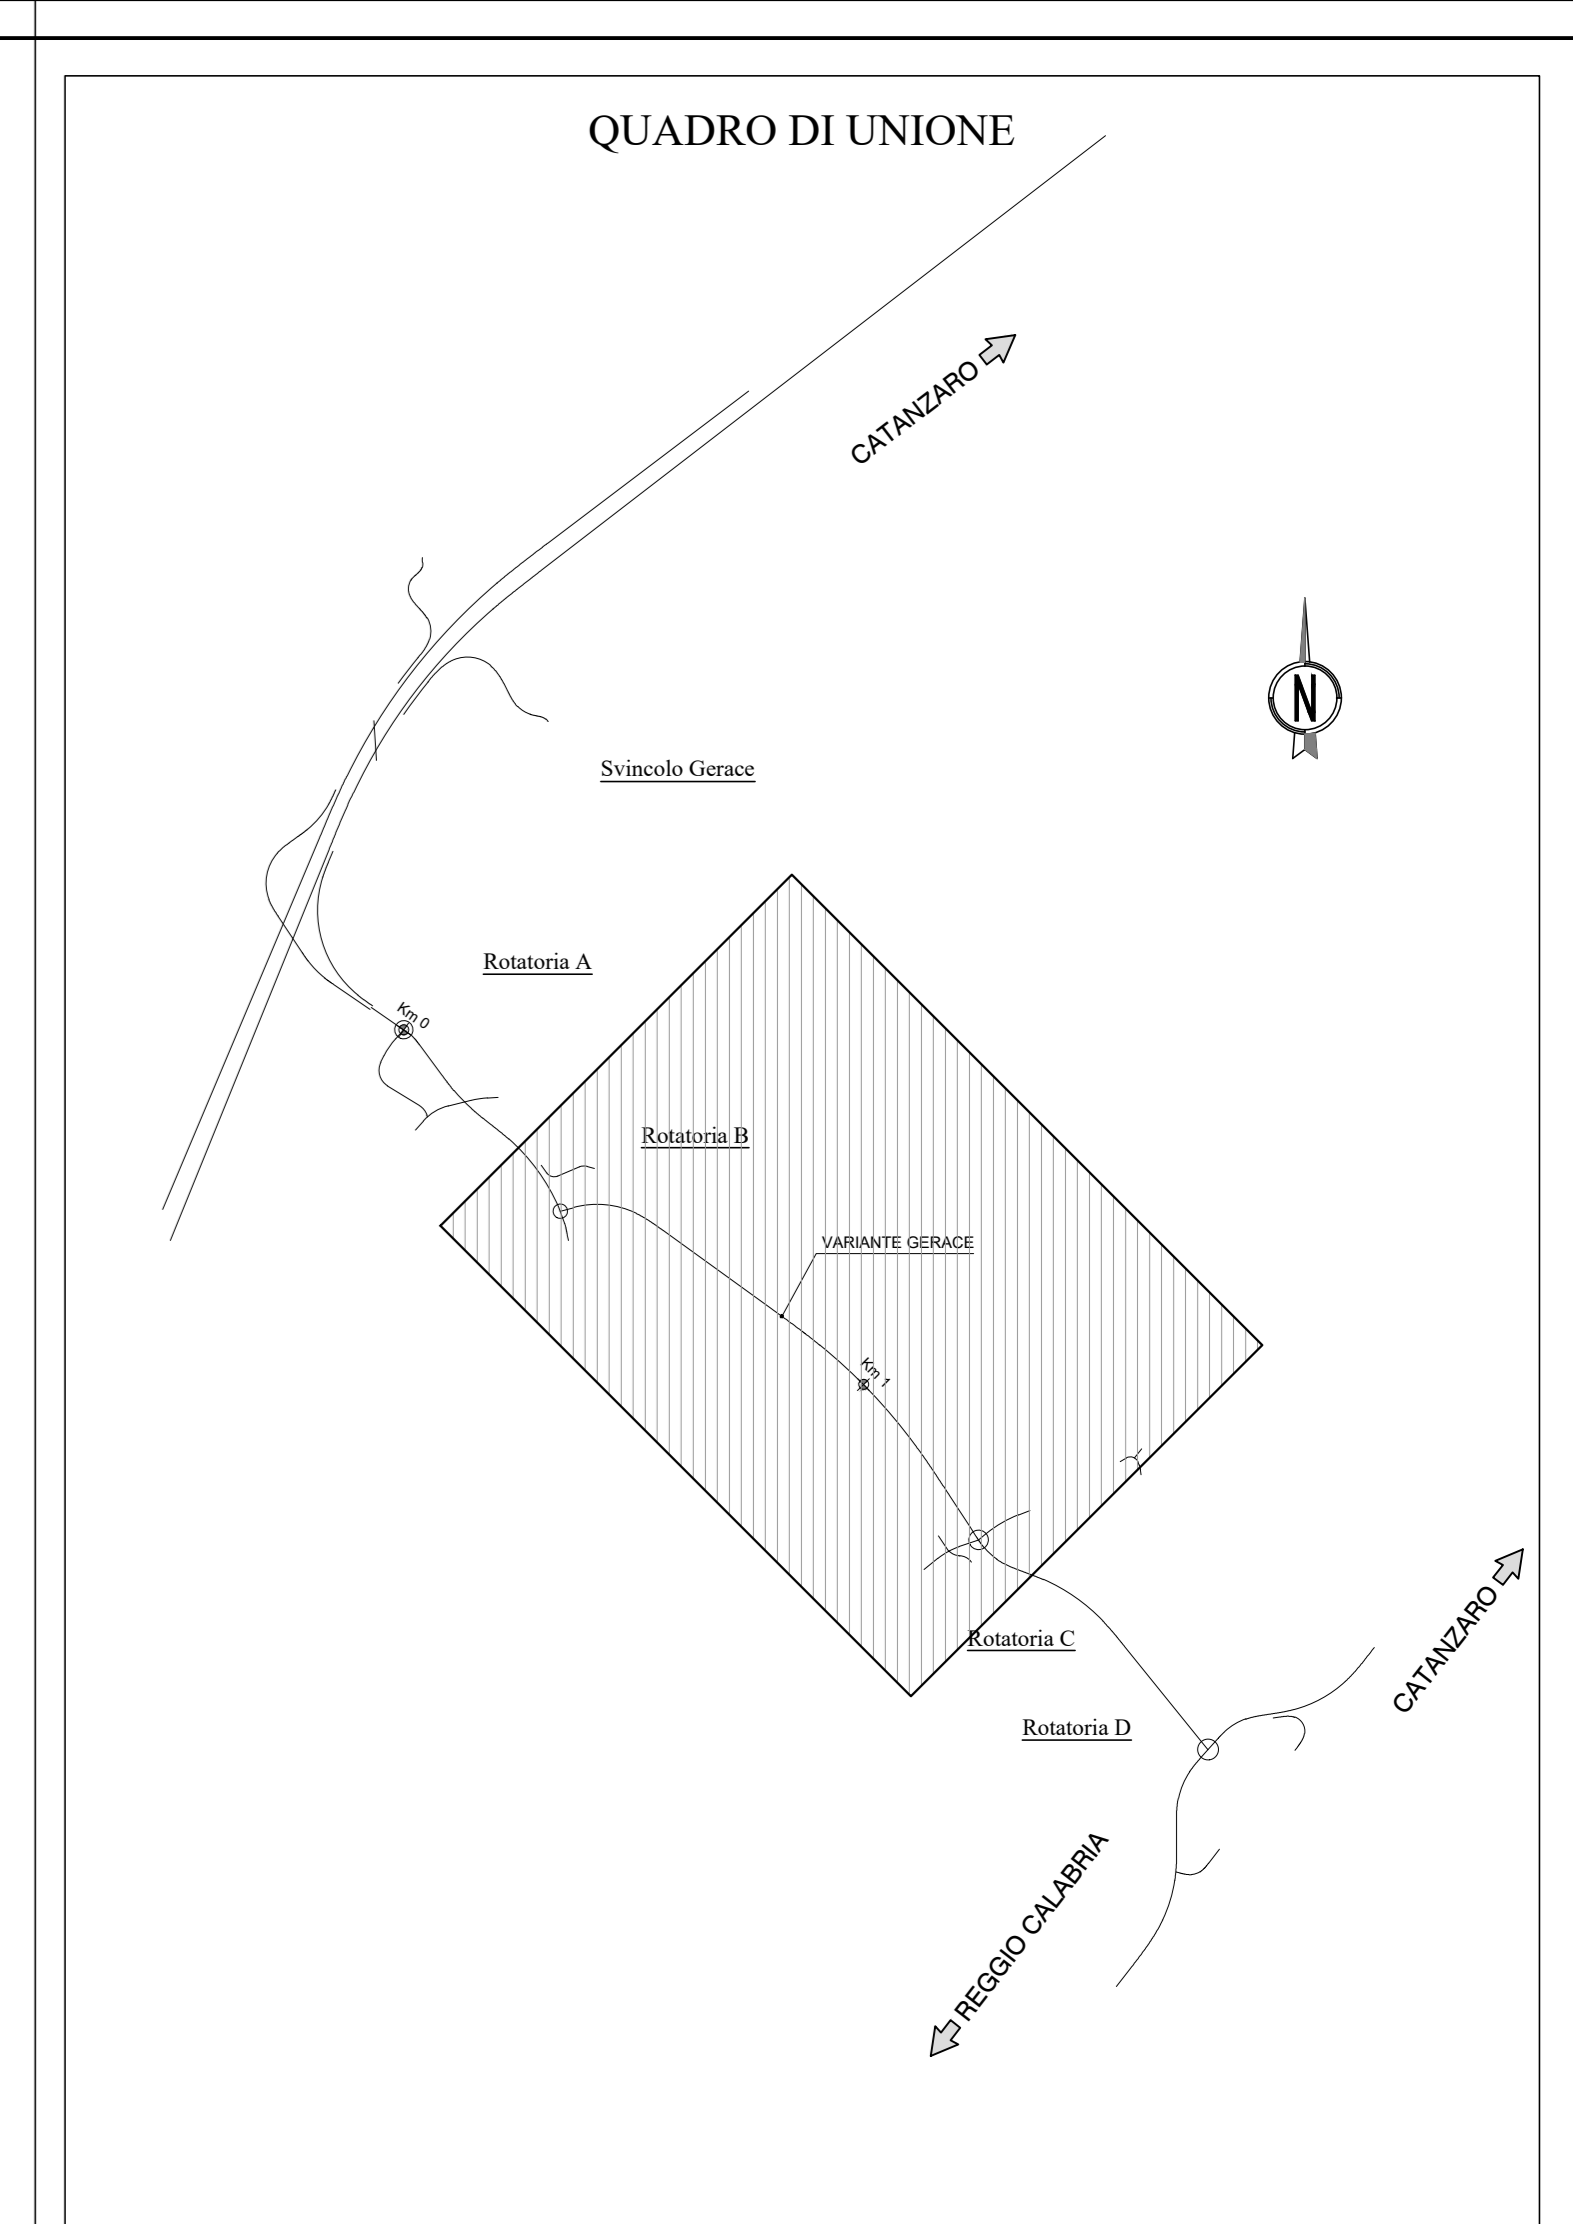 QUADRO DI UNIONE
CATANZARO
N
Svincolo Gerace
Rotatoria A
Km 0
Rotatoria B
VARIANTE GERACE
Km 1
CATANZARO
Rotatoria C
Rotatoria D
REGGIO CALABRIA